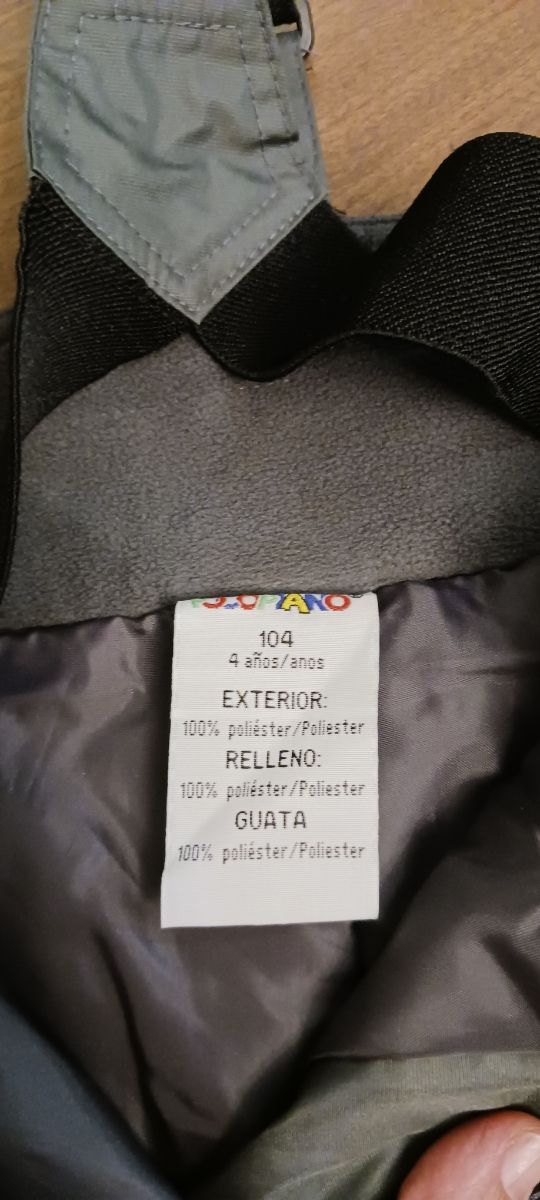 104
4 años/anos
EXTERIOR:
100% poliéster/Poliester
RELLENO:
100% poliéster/Poliester
GUATA
100% poliéster/Poliester